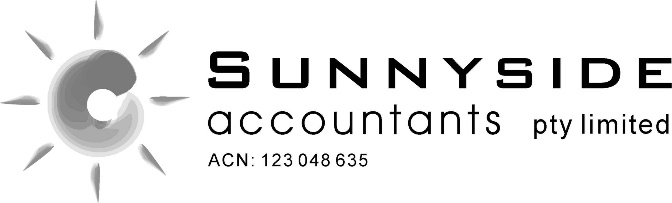 SUNNYSIDE
accountants pty limited
ACN: 123 048 635